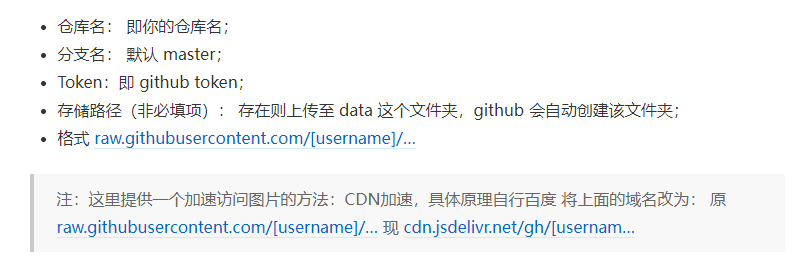 仓库名： 即你的仓库名；
分支名： 默认 master；
Token：即 github token；
存储路径（非必填项）： 存在则上传至 data 这个文件夹，github 会自动创建该文件夹；
格式 raw.githubusercontent.com/[username]/...
注：这里提供一个加速访问图片的方法：CDN加速，具体原理自行百度 将上面的域名改为： 原
raw.githubusercontent.com/[username]/... 现 cdn.jsdelivr.net/gh/[usernam...